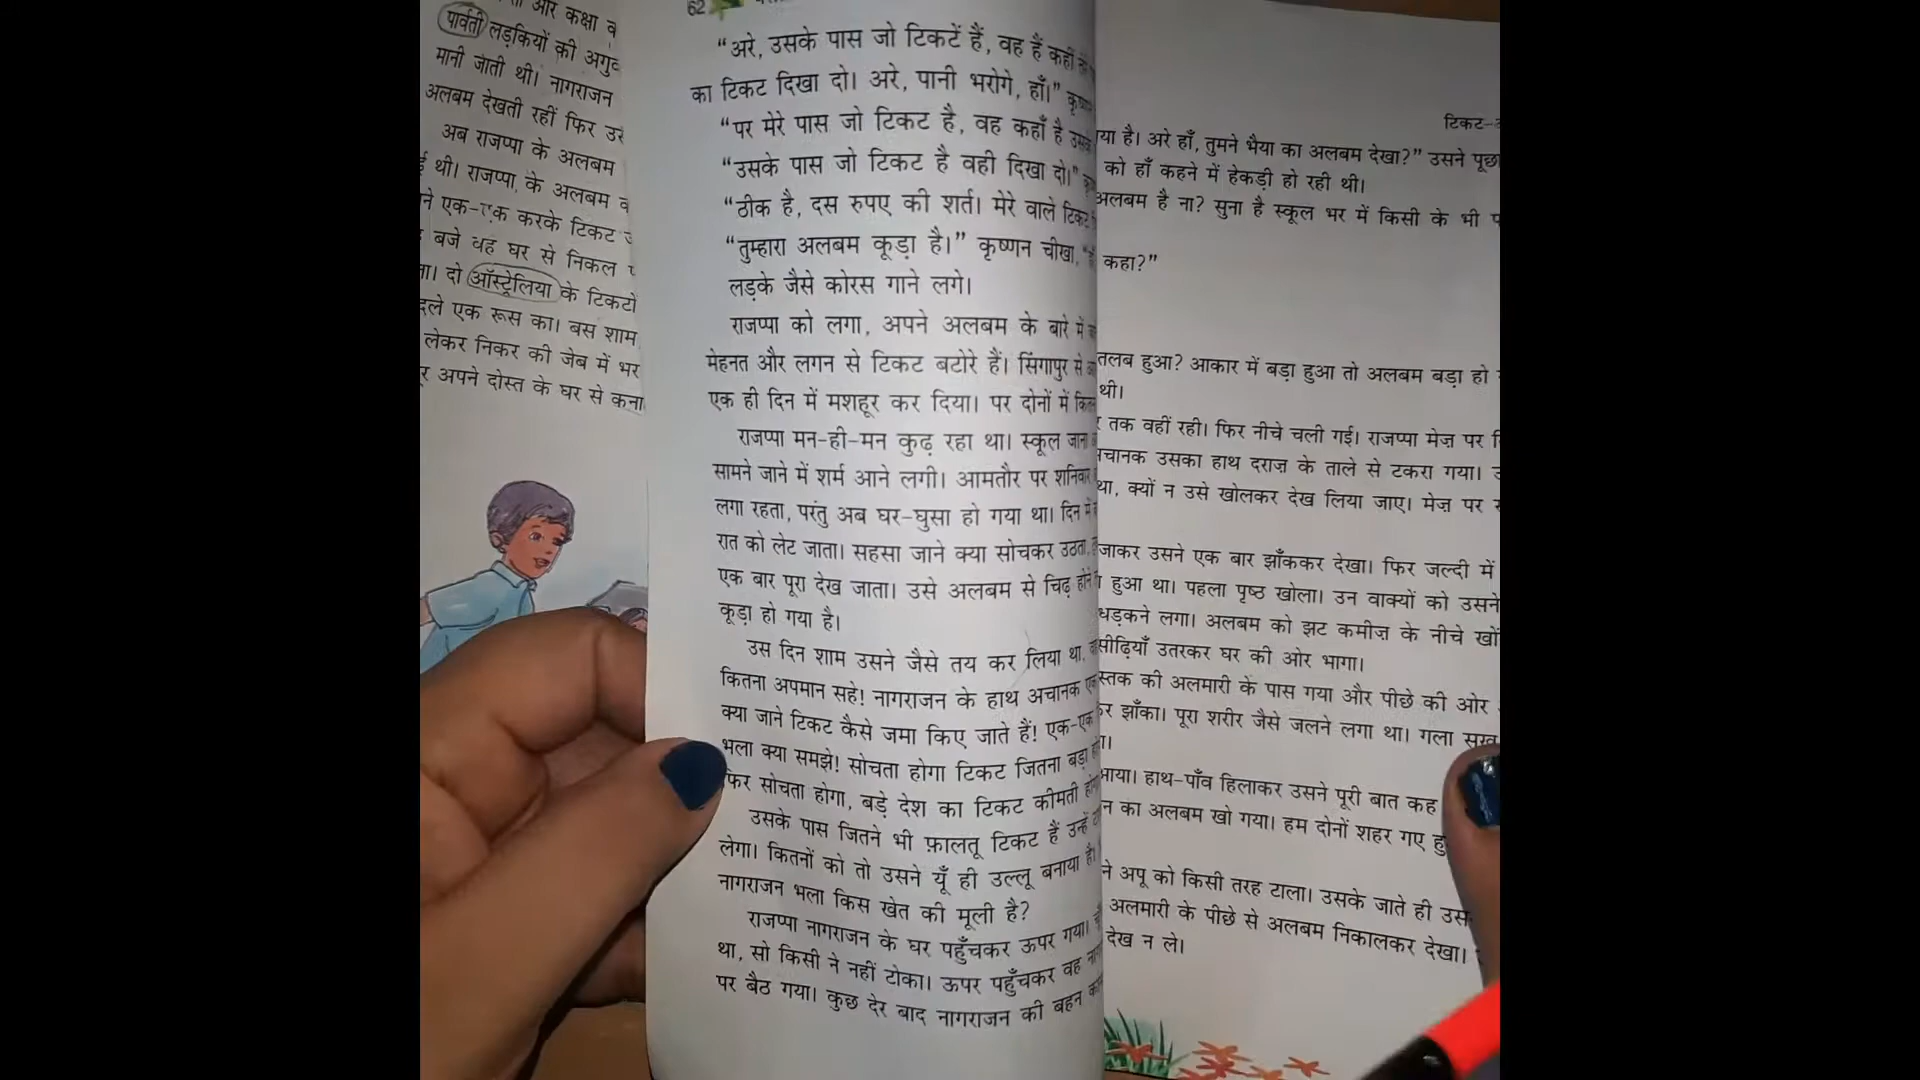 और कक्षा
पार्वती लड़कियों की
मानी जाती थी। नागराजन
अलबम देखती रहीं फिर
अब राजप्पा के अलबम
थी। राजप्पा के अलबम
करके टिकट
बजे वह घर से निकल
दो ऑस्ट्रेलिया के टिकटों
एक रूस का। बस शाम
लेकर निकर की जेब में भर
अपने दोस्त के घर से
62
“अरे, उसके पास जो टिकटें हैं, वह हैं कहीं
का टिकट दिखा दो। अरे, पानी भरोगे, हाँ।”
“पर मेरे पास जो टिकट है, वह कहाँ है
“उसके पास जो टिकट है वही दिखा दो।”
“ठीक है, दस रुपए की शर्त। मेरे वाले टिकट
“तुम्हारा अलबम कूड़ा है।” कृष्णन चीखा,
लड़के जैसे कोरस गाने लगे।
राजप्पा को लगा, अपने अलबम के बारे में
मेहनत और लगन से टिकट बटोरे हैं। सिंगापुर से
एक ही दिन में मशहूर कर दिया। पर दोनों में
राजप्पा मन-ही-मन कुढ़ रहा था। स्कूल जाना
सामने जाने में शर्म आने लगी। आमतौर पर शनिवार
लगा रहता, परंतु अब घर-घुसा हो गया था। दिन में
रात को लेट जाता। सहसा जाने क्या सोचकर उठता,
एक बार पूरा देख जाता। उसे अलबम से चिढ़ होने
कूड़ा हो गया है।
उस दिन शाम उसने जैसे तय कर लिया था,
कितना अपमान सहे! नागराजन के हाथ अचानक
क्या जाने टिकट कैसे जमा किए जाते हैं! एक-एक
भला क्या समझे! सोचता होगा टिकट जितना बड़ा
फिर सोचता होगा, बड़े देश का टिकट कीमती
उसके पास जितने भी फ़ालतू टिकट हैं उन्हें
लेगा। कितनों को तो उसने यूँ ही उल्लू बनाया है।
नागराजन भला किस खेत की मूली है?
राजप्पा नागराजन के घर पहुँचकर ऊपर गया।
था, सो किसी ने नहीं टोका। ऊपर पहुँचकर वह
पर बैठ गया। कुछ देर बाद नागराजन की बहन
टिकट-
है। अरे हाँ, तुमने भैया का अलबम देखा?” उसने पूछा
को हाँ कहने में हेकड़ी हो रही थी।
अलबम है ना? सुना है स्कूल भर में किसी के भी
कहा?”
हुआ? आकार में बड़ा हुआ तो अलबम बड़ा हो
थी।
तक वहीं रही। फिर नीचे चली गई। राजप्पा मेज़ पर
अचानक उसका हाथ दराज़ के ताले से टकरा गया।
था, क्यों न उसे खोलकर देख लिया जाए। मेज़ पर
जाकर उसने एक बार झाँककर देखा। फिर जल्दी में
हुआ था। पहला पृष्ठ खोला। उन वाक्यों को उसने
धड़कने लगा। अलबम को झट कमीज़ के नीचे
सीढ़ियाँ उतरकर घर की ओर भागा।
की अलमारी के पास गया और पीछे की ओर
झाँका। पूरा शरीर जैसे जलने लगा था। गला
हाथ-पाँव हिलाकर उसने पूरी बात कह
का अलबम खो गया। हम दोनों शहर गए
ने अपू को किसी तरह टाला। उसके जाते ही
अलमारी के पीछे से अलबम निकालकर देखा।
देख न ले।